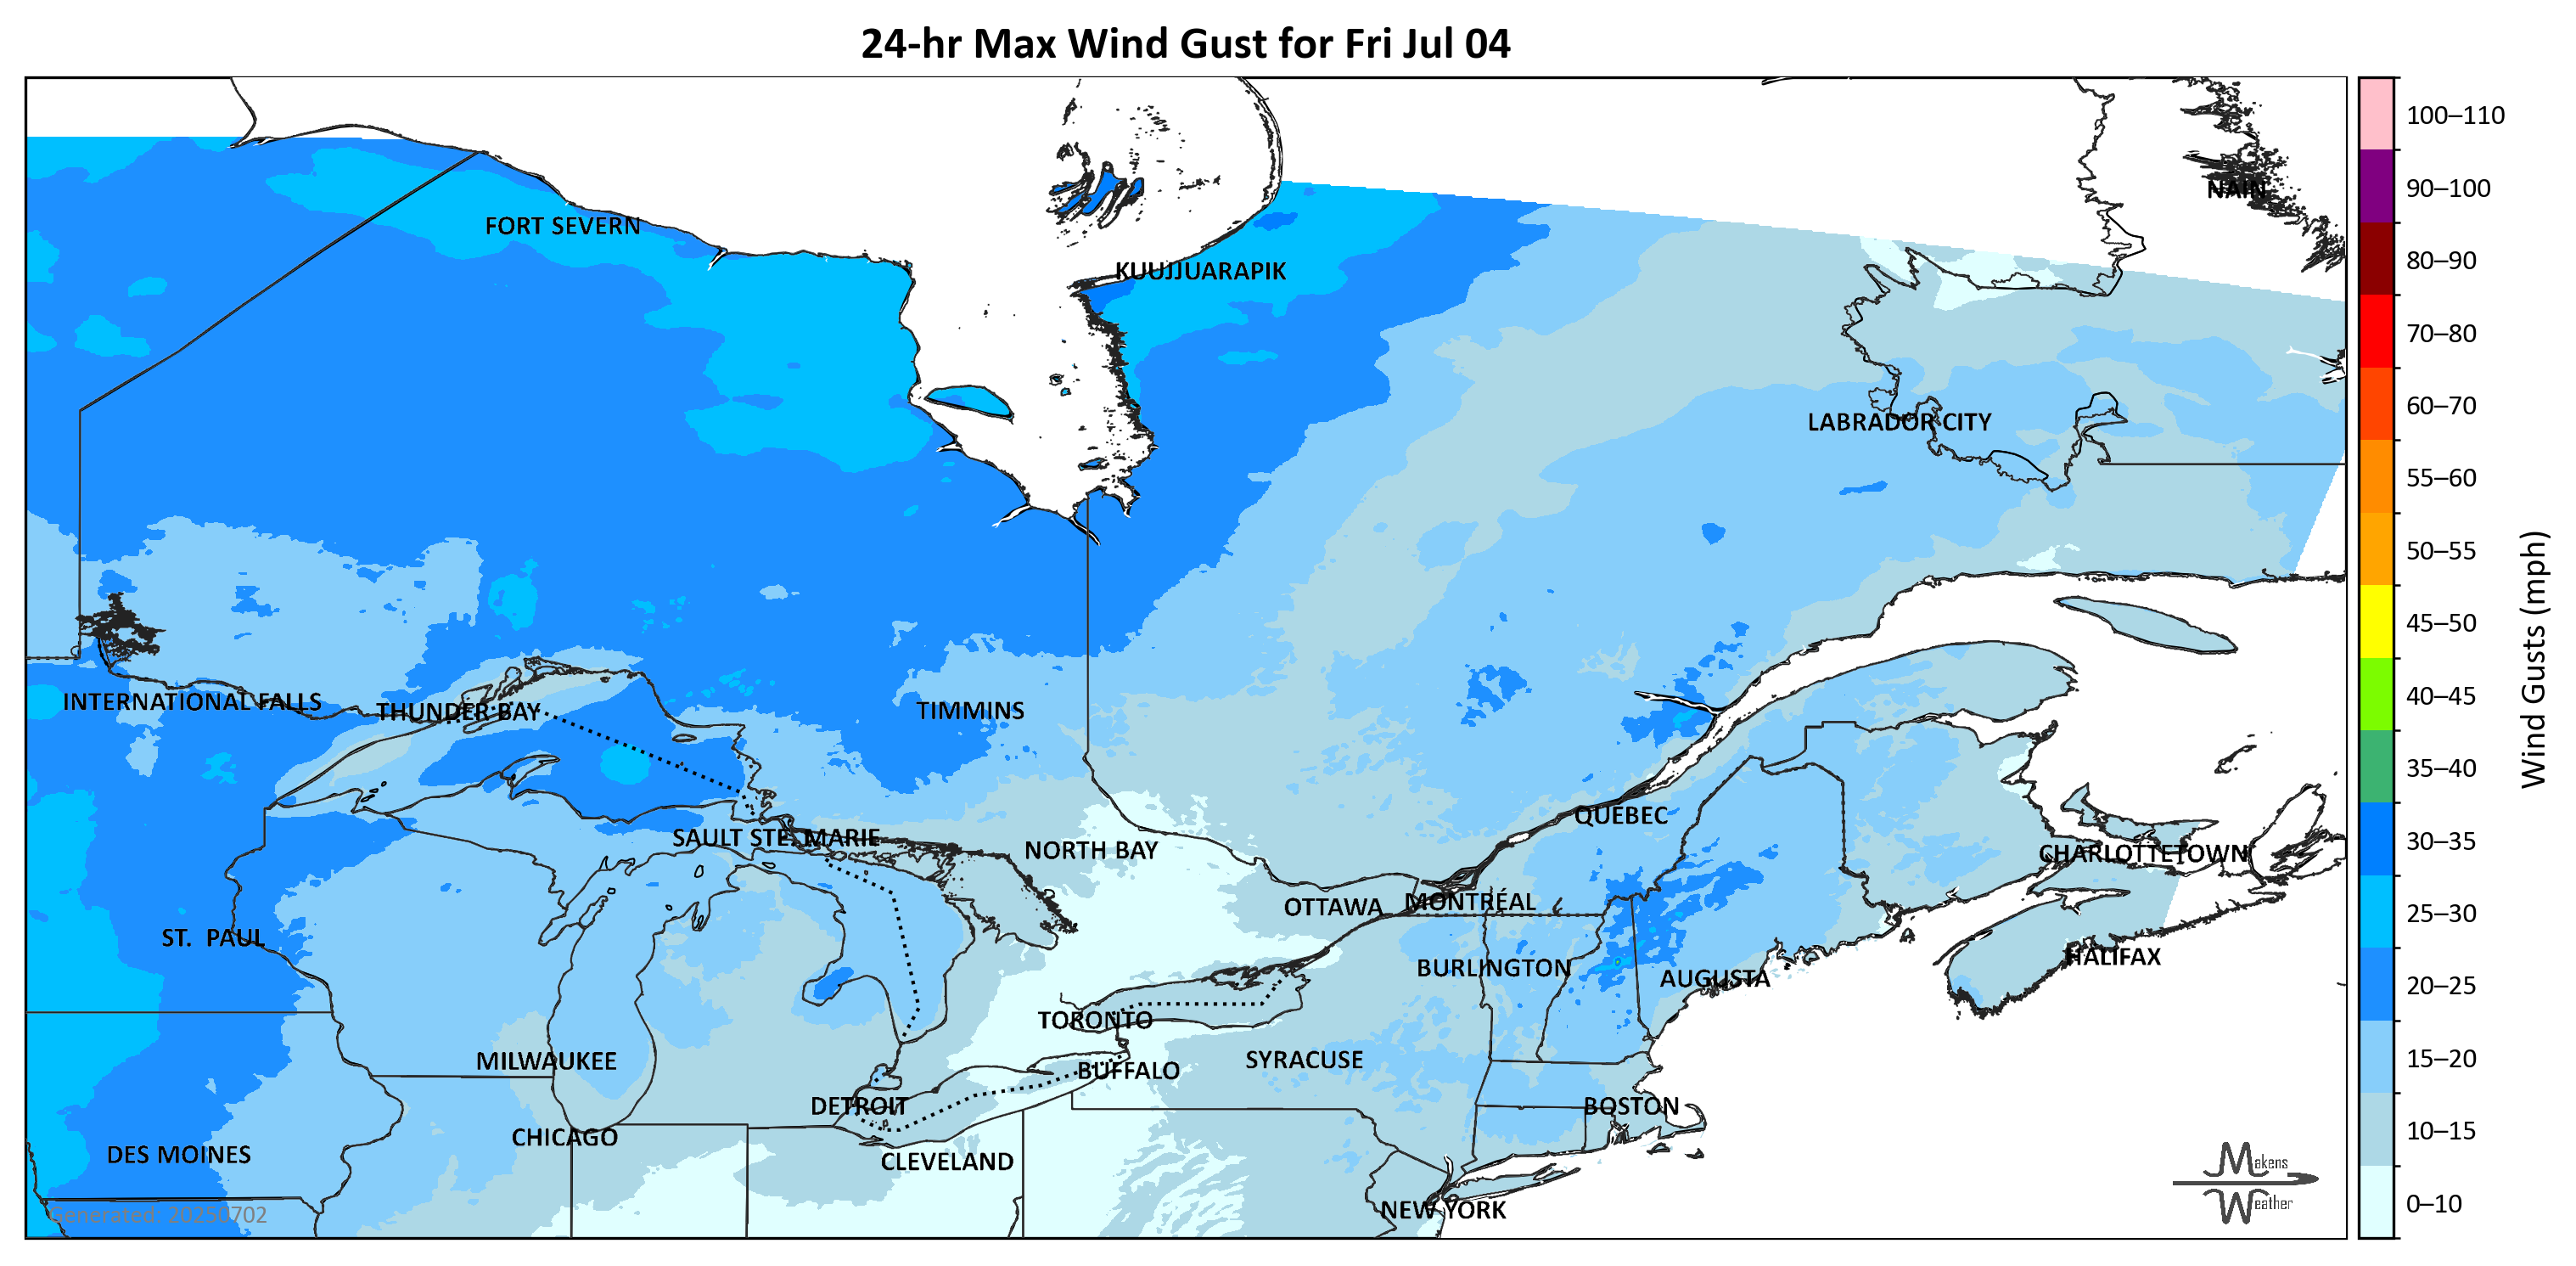 24-hr Max Wind Gust for Fri Jul 04
100–110
90–100
NAIN
FORT SEVERN
80–90
KUUJJUARAPIK
70–80
60–70
LABRADOR CITY
55–60
50–55
45–50
Wind Gusts (mph)
40–45
INTERNATIONAL FALLS
THUNDER BAY
TIMMINS
35–40
QUÉBEC
30–35
SAULT STE. MARIE
NORTH BAY
CHARLOTTETOWN
OTTAWA
MONTRÉAL
25–30
ST. PAUL
HALIFAX
BURLINGTON
AUGUSTA
20–25
TORONTO
MILWAUKEE
SYRACUSE
15–20
BUFFALO
DETROIT
BOSTON
10–15
CHICAGO
DES MOINES
CLEVELAND
Makens
Weather
0–10
NEW YORK
Generated: 20250702